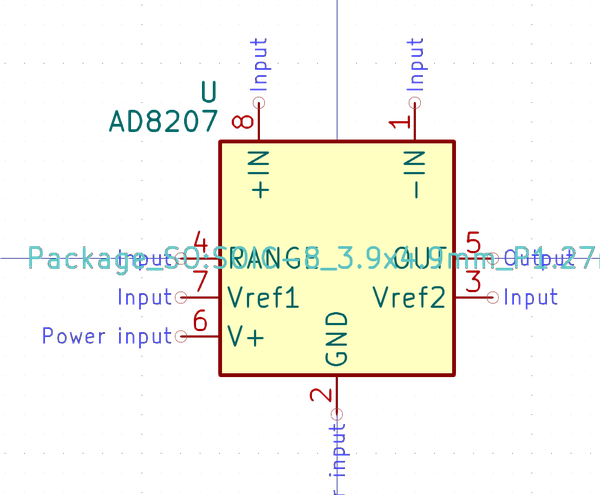 Input
Input
U
AD8207
8
1
+IN
−IN
Input
4
RANGE
OUT
5
Output
Package_SO:SOIC-8_3.9x4.9mm_P1.27
Input
7
Vref1
Vref2
3
Input
Power input
6
V+
GND
2
input